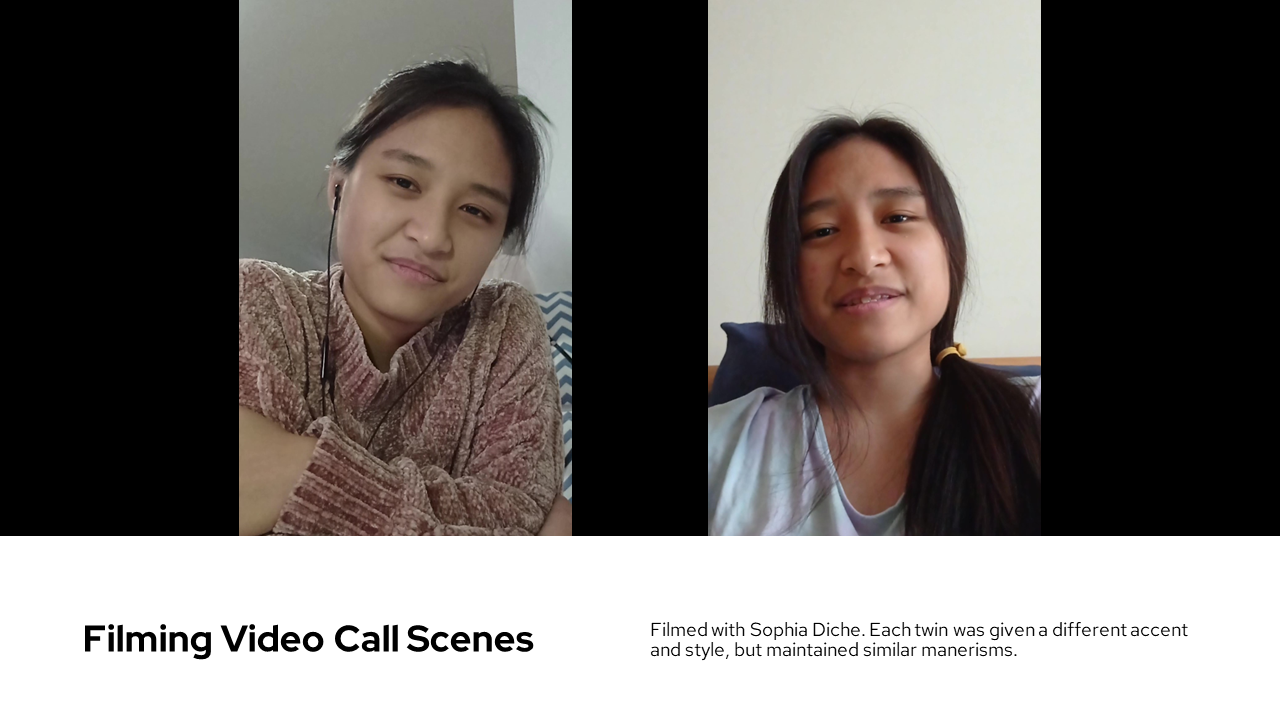 Filming Video Call Scenes
Filmed with Sophia Diche. Each twin was given a different accent
and style, but maintained similar manerisms.